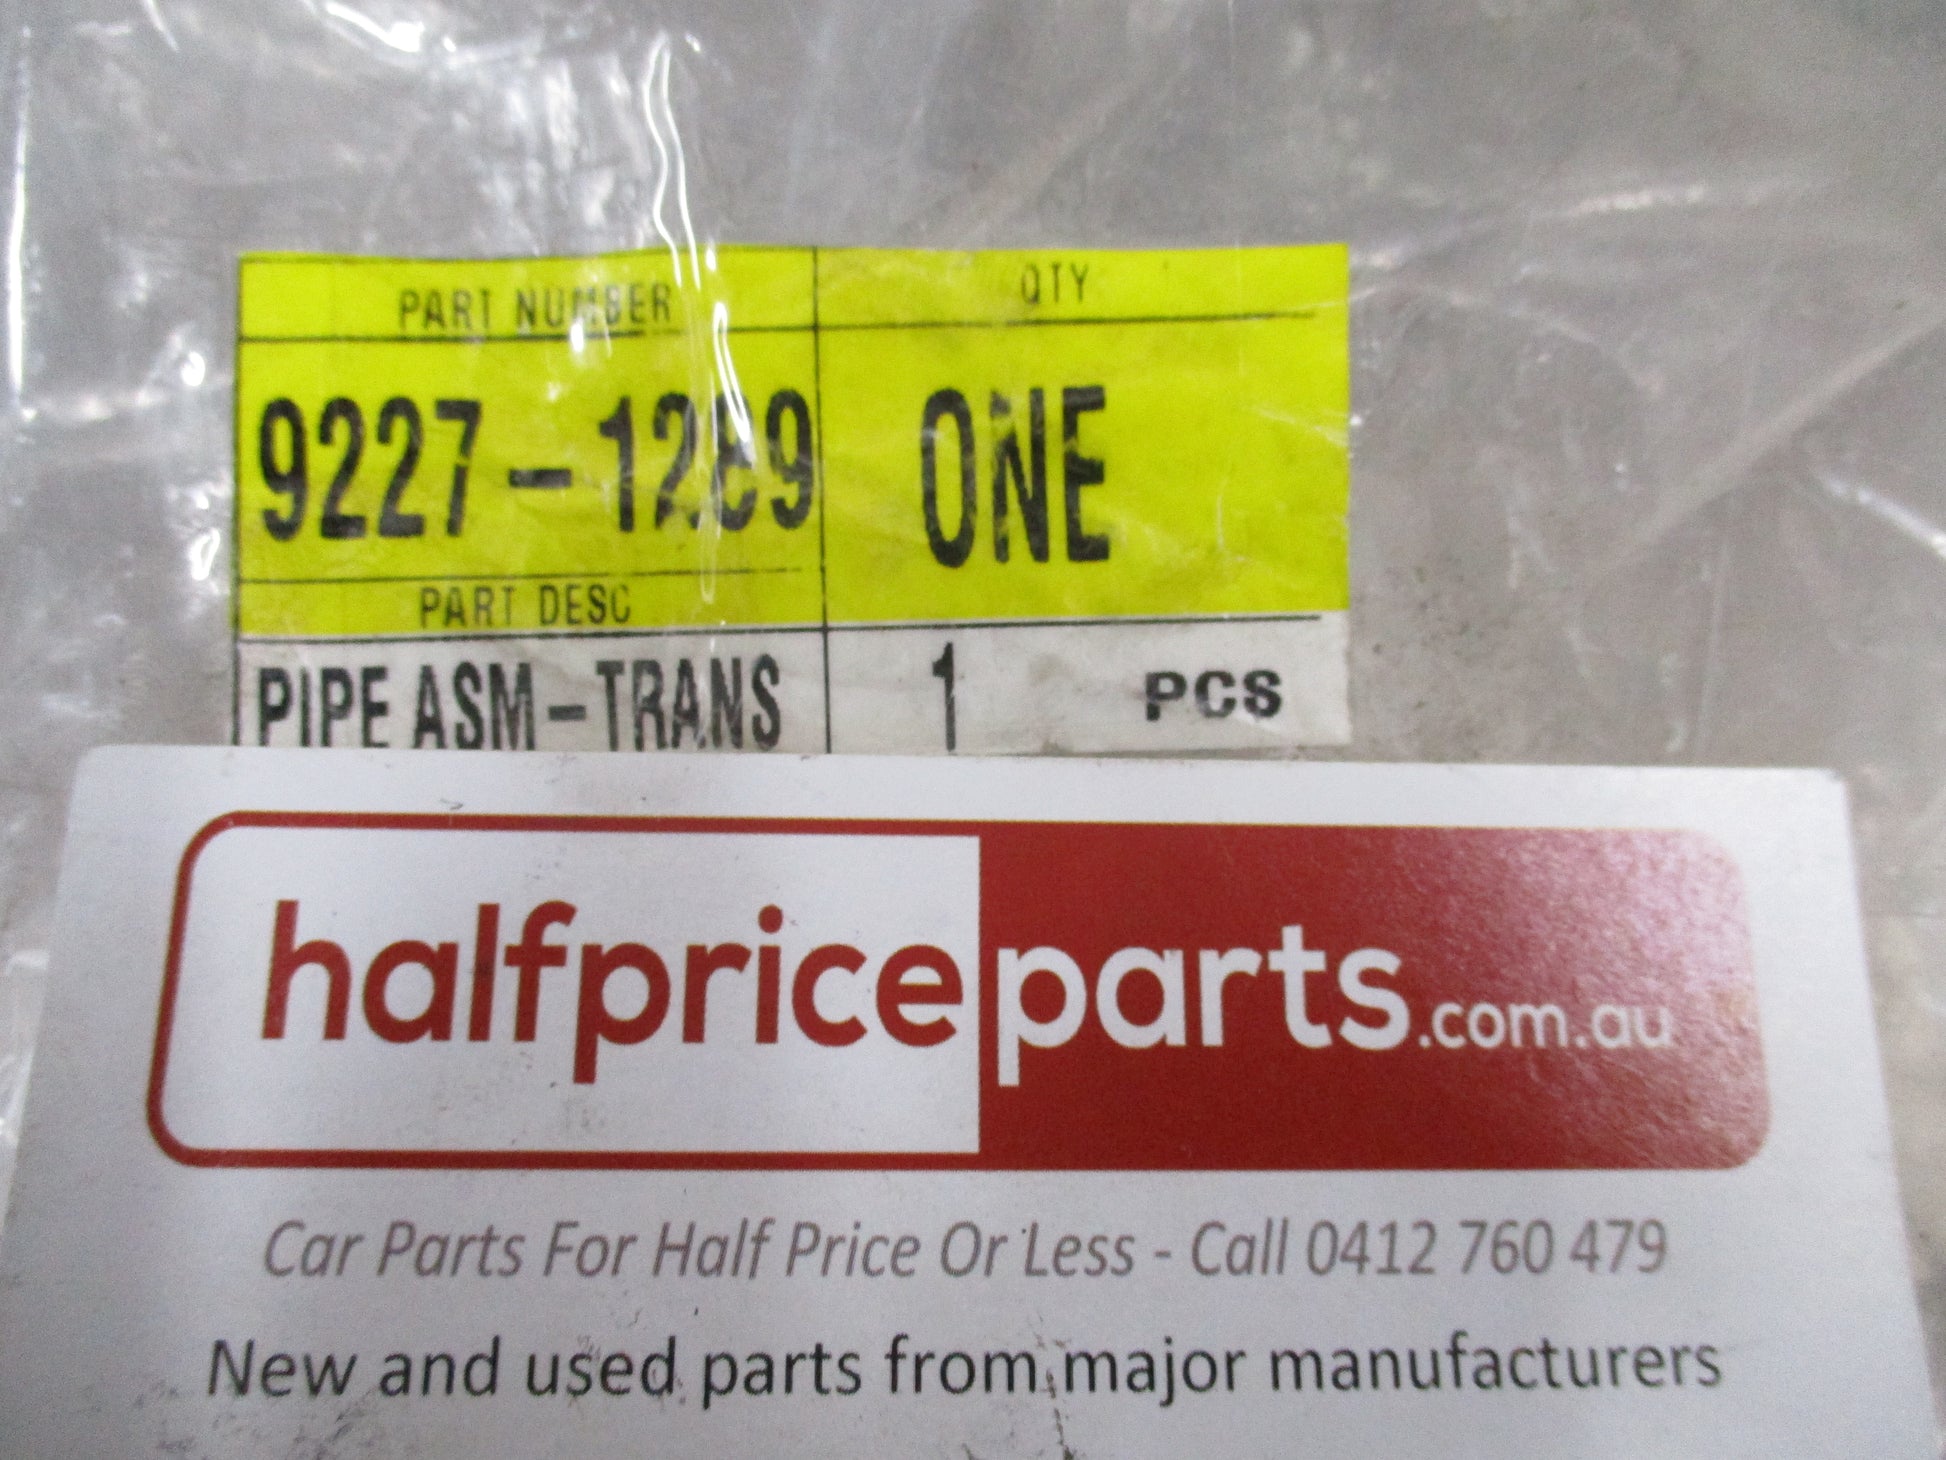 PART NUMBER QTY
9227-1289 ONE
PART DESC
PIPE ASM-TRANS 1 PCS
halfpriceparts.com.au
Car Parts For Half Price Or Less - Call 0412 760 479
New and used parts from major manufacturers